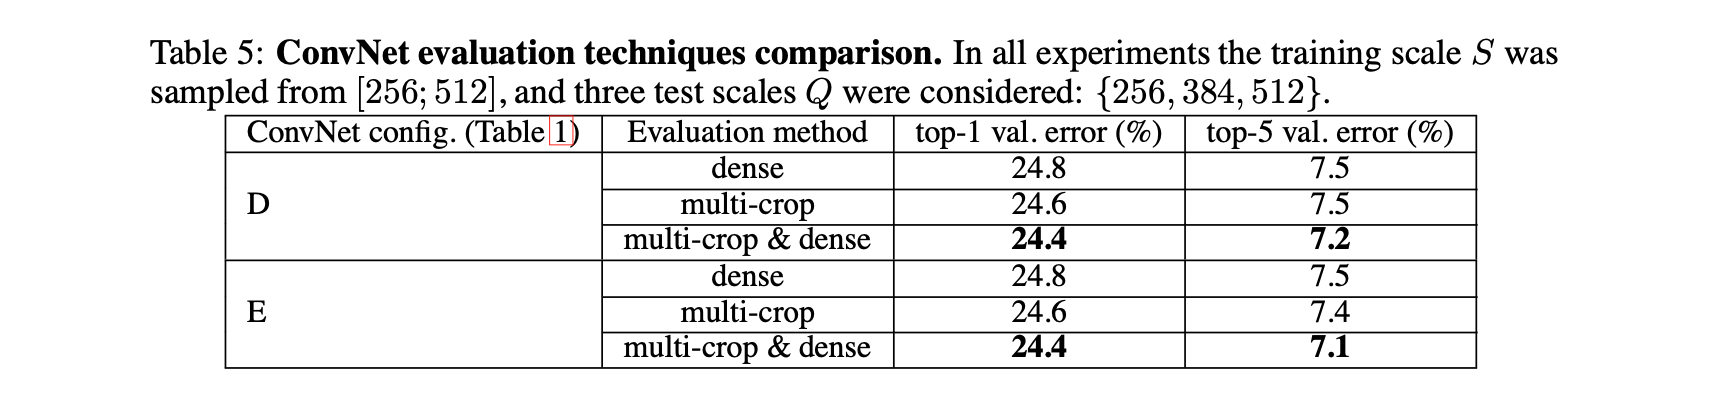 Table 5: ConvNet evaluation techniques comparison. In all experiments the training scale S was
sampled from [256; 512], and three test scales Q were considered: {256, 384, 512}.
ConvNet config. (Table 1) Evaluation method top-1 val. error (%) top-5 val. error (%)
D
dense 24.8 7.5
multi-crop 24.6 7.5
multi-crop & dense 24.4 7.2
E
dense 24.8 7.5
multi-crop 24.6 7.4
multi-crop & dense 24.4 7.1